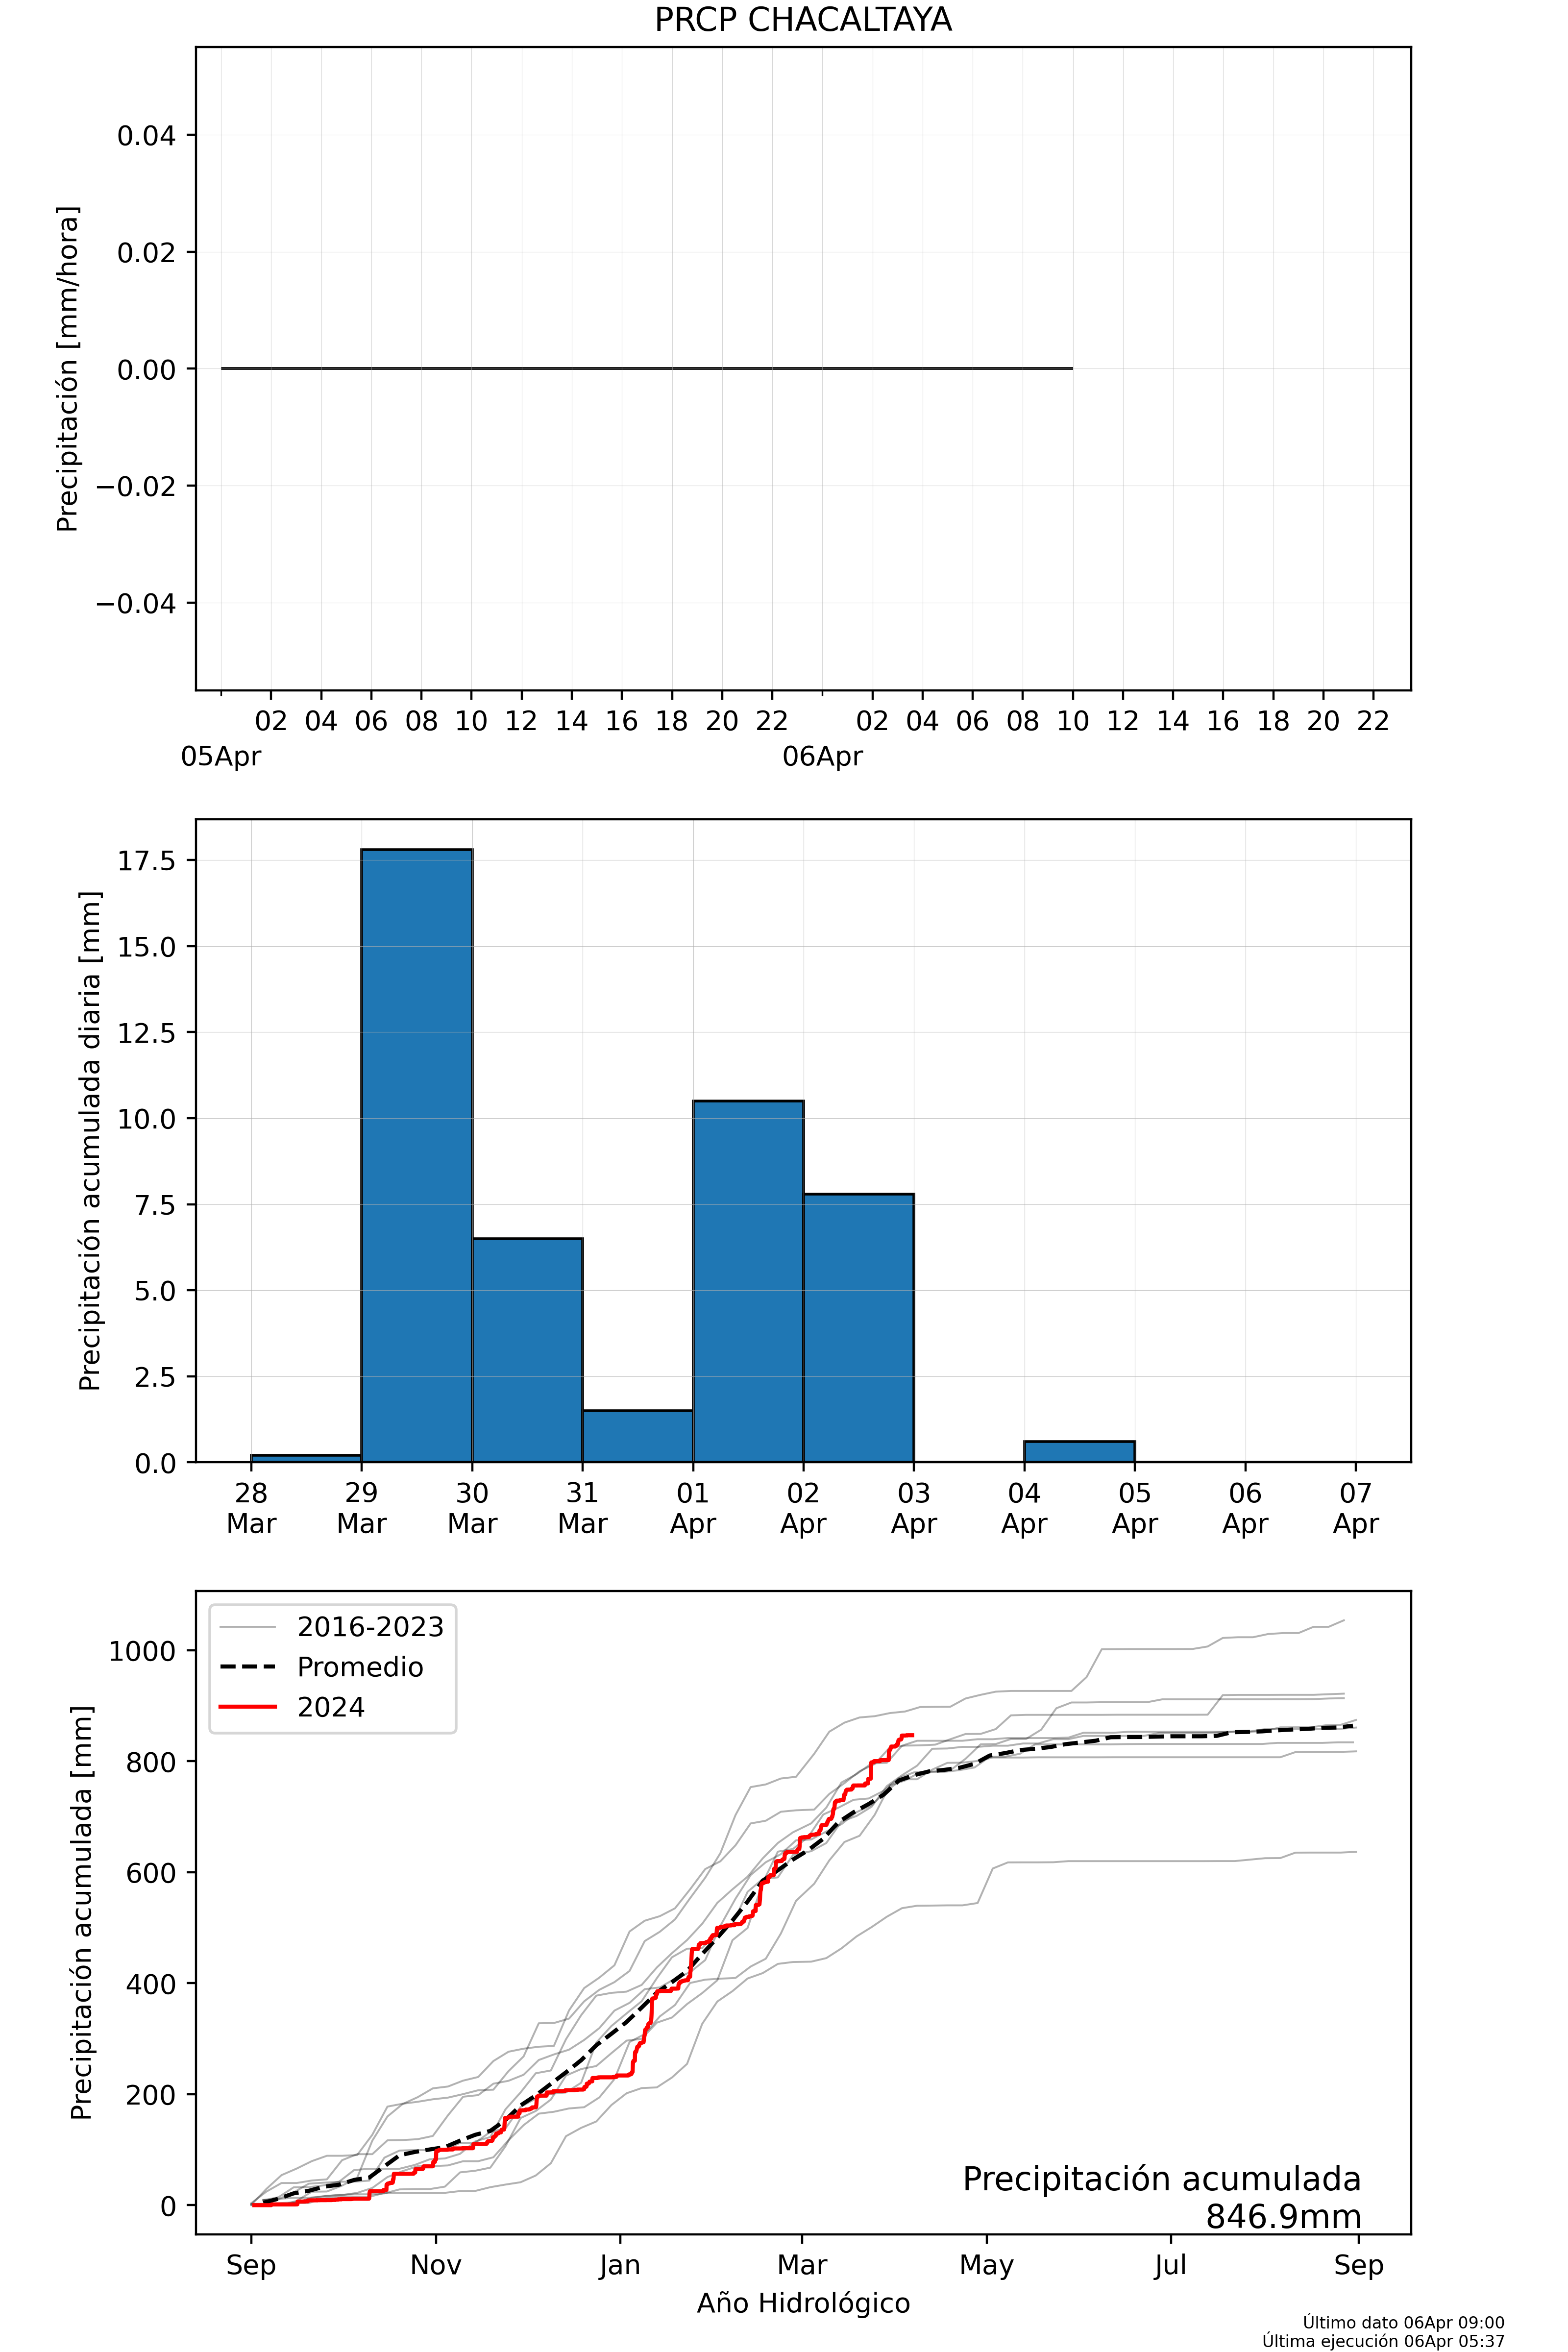 PRCP CHACALTAYA
Precipitación [mm/hora]
0.04
0.02
0.00
−0.02
−0.04
02 04 06 08 10 12 14 16 18 20 22 02 04 06 08 10 12 14 16 18 20 22
05Apr 06Apr
Precipitación acumulada diaria [mm]
17.5
15.0
12.5
10.0
7.5
5.0
2.5
0.0
28 29 30 31 01 02 03 04 05 06 07
Mar Mar Mar Mar Apr Apr Apr Apr Apr Apr Apr
Precipitación acumulada [mm]
1000
800
600
400
200
0
2016-2023
Promedio
2024
Precipitación acumulada
846.9mm
Sep Nov Jan Mar May Jul Sep
Año Hidrológico
Último dato 06Apr 09:00
Última ejecución 06Apr 05:37